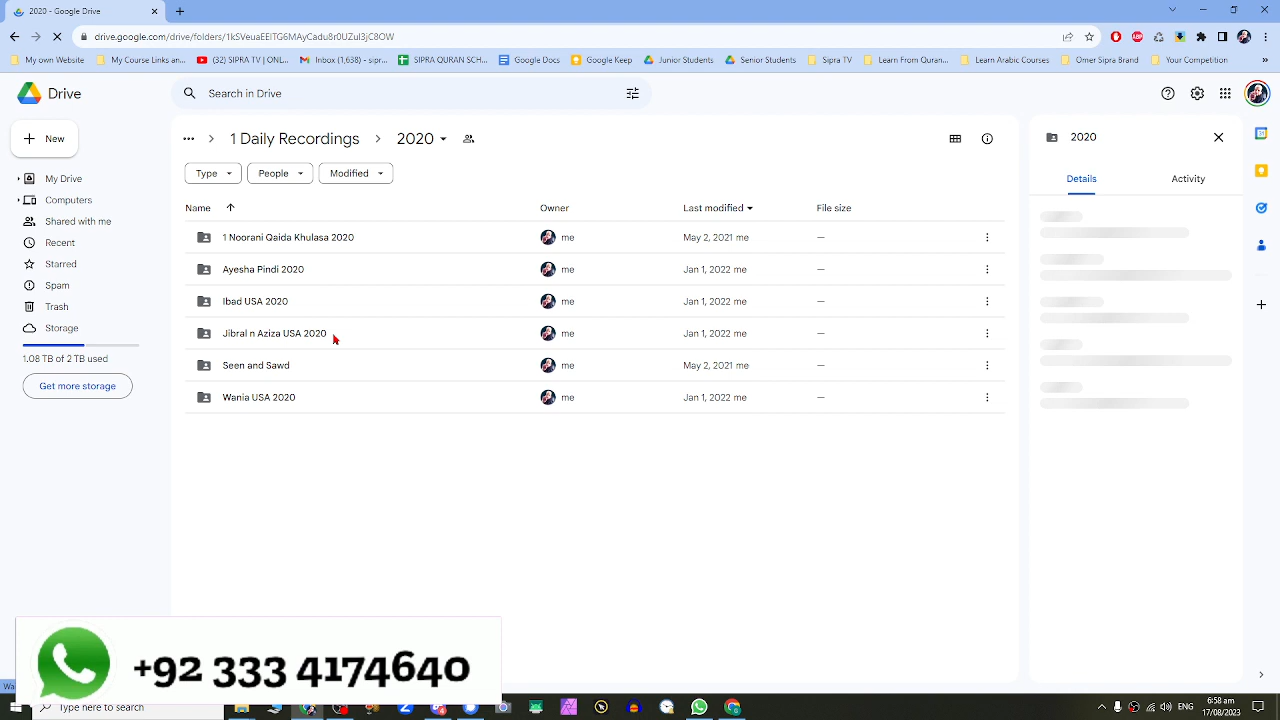 2020 - Google Drive
drive.google.com/drive/folders/1kSVeuaEEITG6MAyCadu8r0UZuI3jC8OW
My own Website
My Course Links an
(32) SIPRA TV | ONL
Inbox (1,638) - sipr
SIPRA QURAN SCH
Google Docs
Google Keep
Junior Students
Senior Students
Sipra TV
Learn From Quran
Learn Arabic Courses
Omer Sipra Brand
Your Competition
»
Drive
Search in Drive
New
1 Daily Recordings
2020
2020
Type
People
Modified
Details
Activity
My Drive
Computers
Shared with me
Recent
Starred
Spam
Trash
Storage
1.08 TB of 2 TB used
Get more storage
Name
Owner
Last modified
File size
1 Noorani Qaida Khulasa 2020 me May 2, 2021 me —
Ayesha Pindi 2020 me Jan 1, 2022 me —
Ibad USA 2020 me Jan 1, 2022 me —
Jibral n Aziza USA 2020 me Jan 1, 2022 me —
Seen and Sawd me May 2, 2021 me —
Wania USA 2020 me Jan 1, 2022 me —
+92 333 4174640
Type here to search
6:58 am
17/08/2023